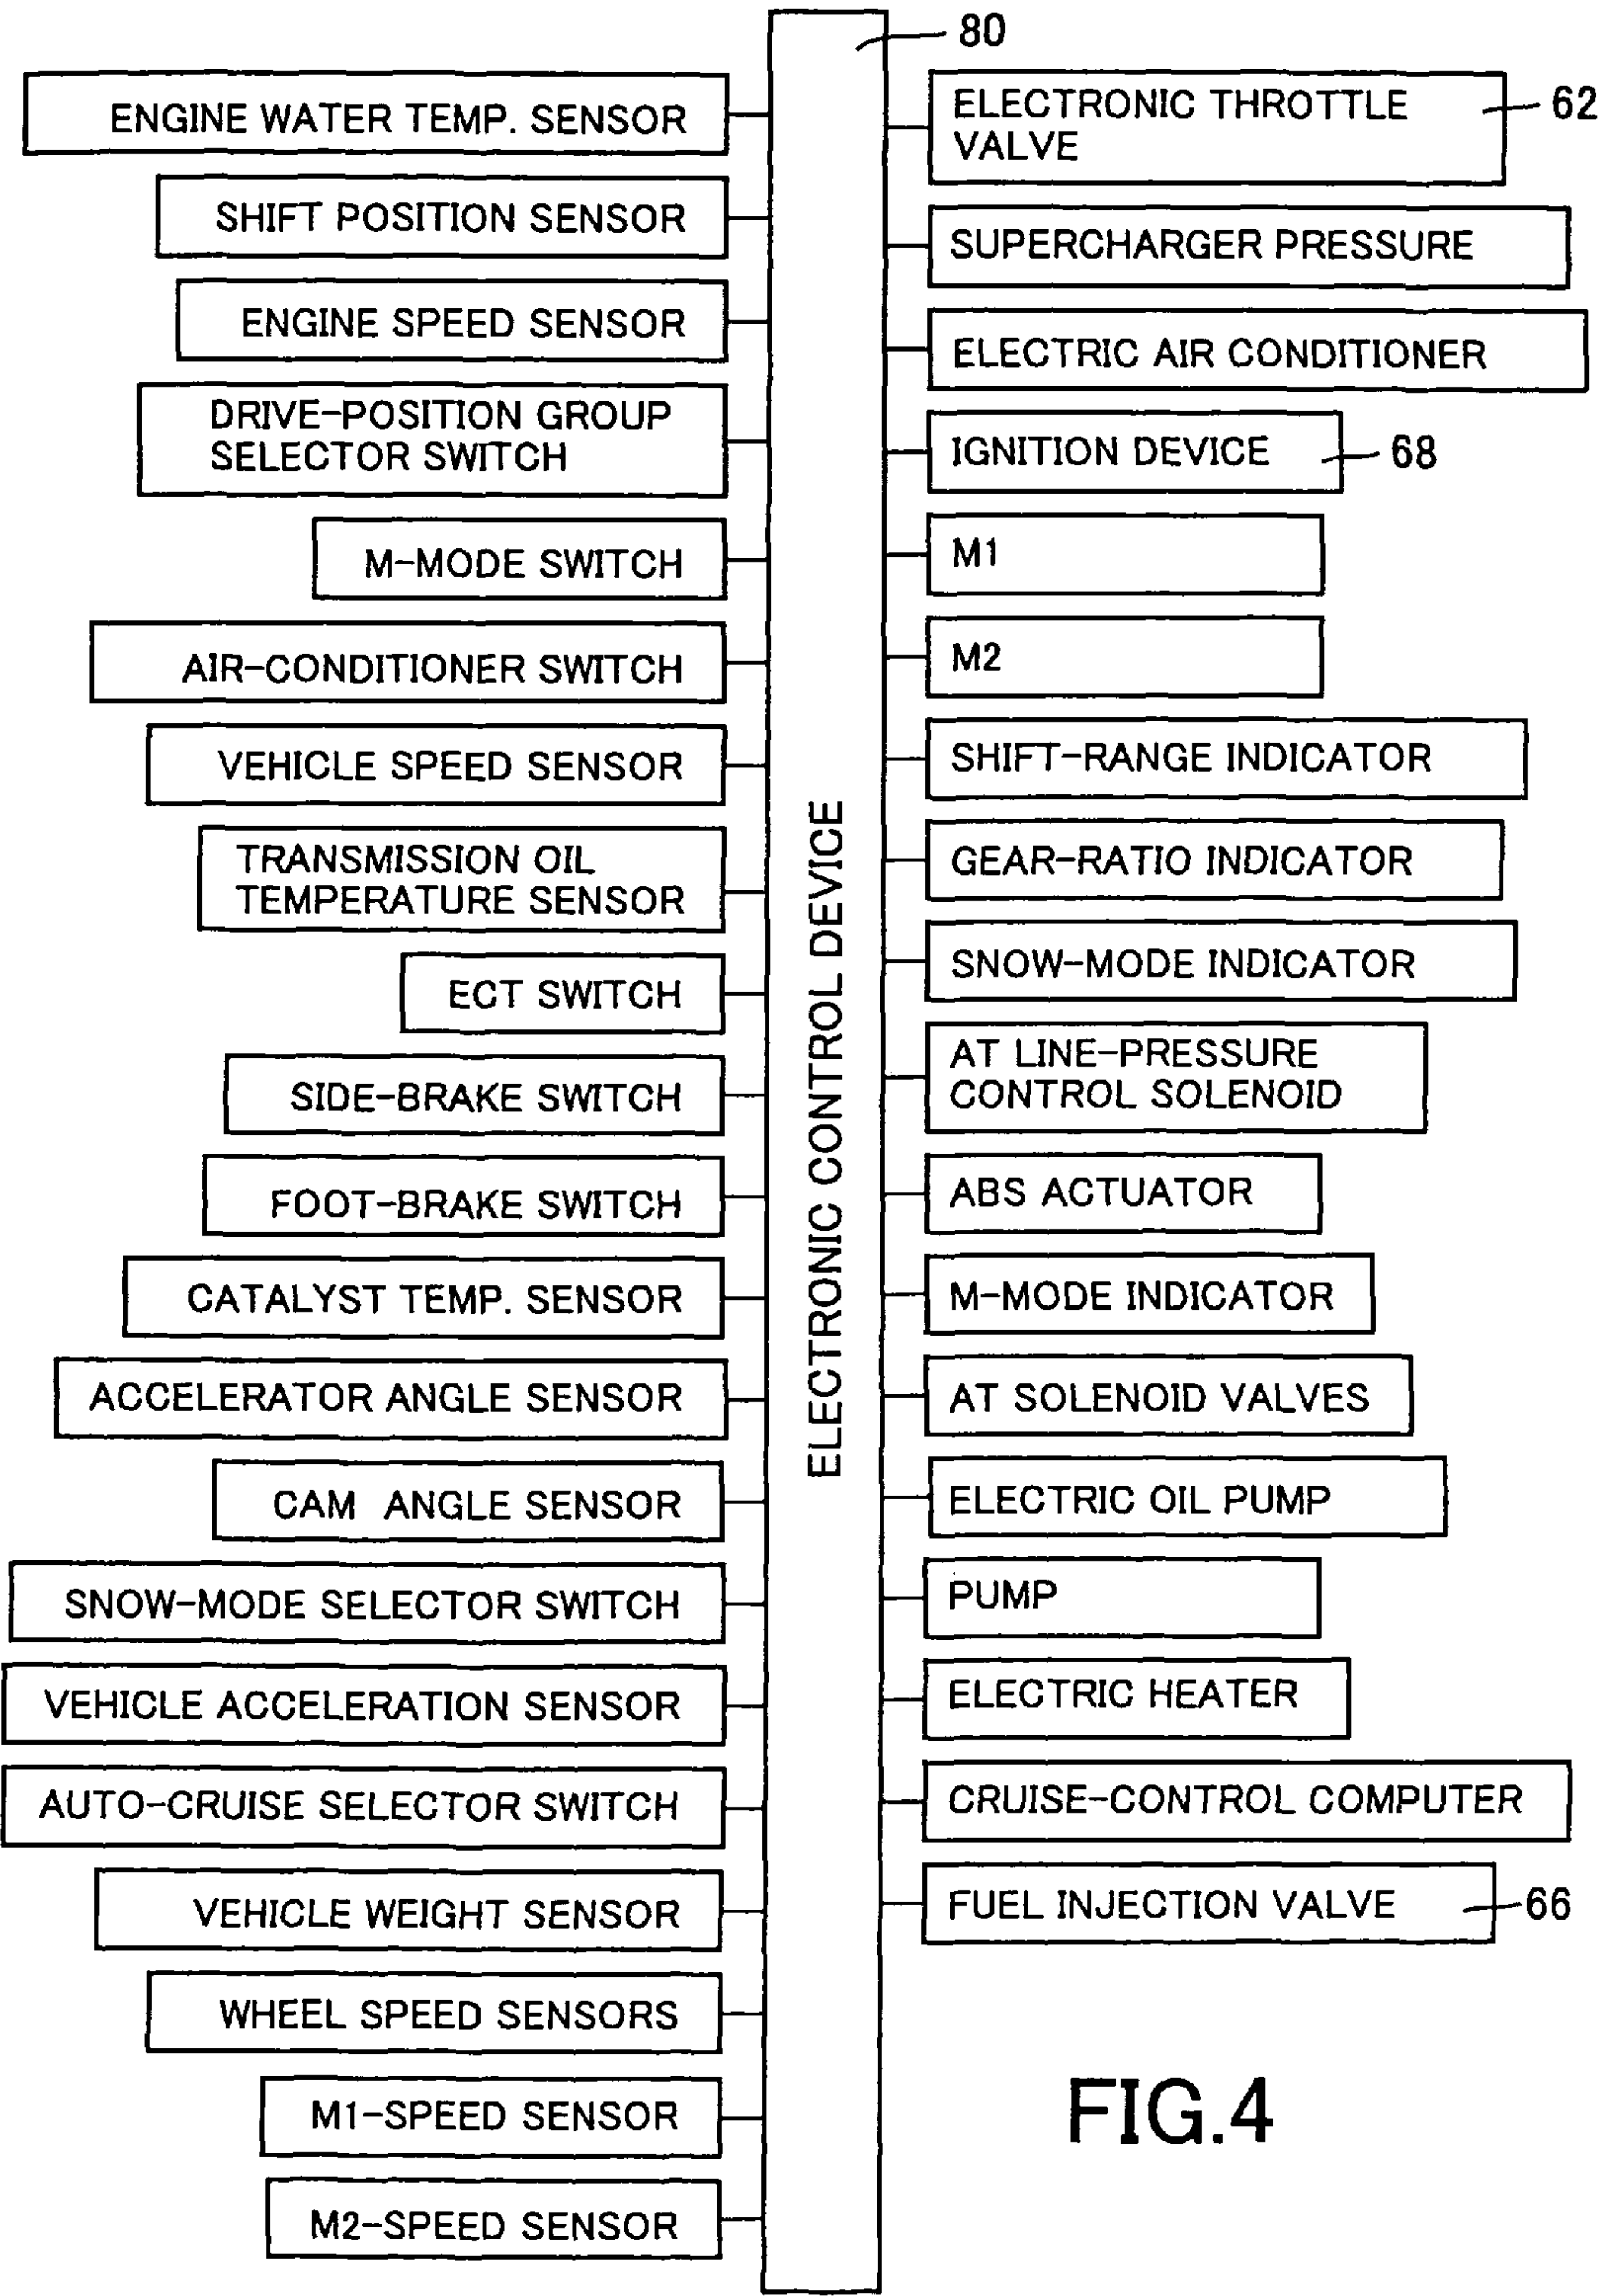 80
ENGINE WATER TEMP. SENSOR
SHIFT POSITION SENSOR
ENGINE SPEED SENSOR
DRIVE-POSITION GROUP
SELECTOR SWITCH
M-MODE SWITCH
AIR-CONDITIONER SWITCH
VEHICLE SPEED SENSOR
TRANSMISSION OIL
TEMPERATURE SENSOR
ECT SWITCH
SIDE-BRAKE SWITCH
FOOT-BRAKE SWITCH
CATALYST TEMP. SENSOR
ACCELERATOR ANGLE SENSOR
CAM ANGLE SENSOR
SNOW-MODE SELECTOR SWITCH
VEHICLE ACCELERATION SENSOR
AUTO-CRUISE SELECTOR SWITCH
VEHICLE WEIGHT SENSOR
WHEEL SPEED SENSORS
M1-SPEED SENSOR
M2-SPEED SENSOR
ELECTRONIC CONTROL DEVICE
ELECTRONIC THROTTLE
VALVE
62
SUPERCHARGER PRESSURE
ELECTRIC AIR CONDITIONER
IGNITION DEVICE
68
M1
M2
SHIFT-RANGE INDICATOR
GEAR-RATIO INDICATOR
SNOW-MODE INDICATOR
AT LINE-PRESSURE
CONTROL SOLENOID
ABS ACTUATOR
M-MODE INDICATOR
AT SOLENOID VALVES
ELECTRIC OIL PUMP
PUMP
ELECTRIC HEATER
CRUISE-CONTROL COMPUTER
FUEL INJECTION VALVE
66
FIG.4